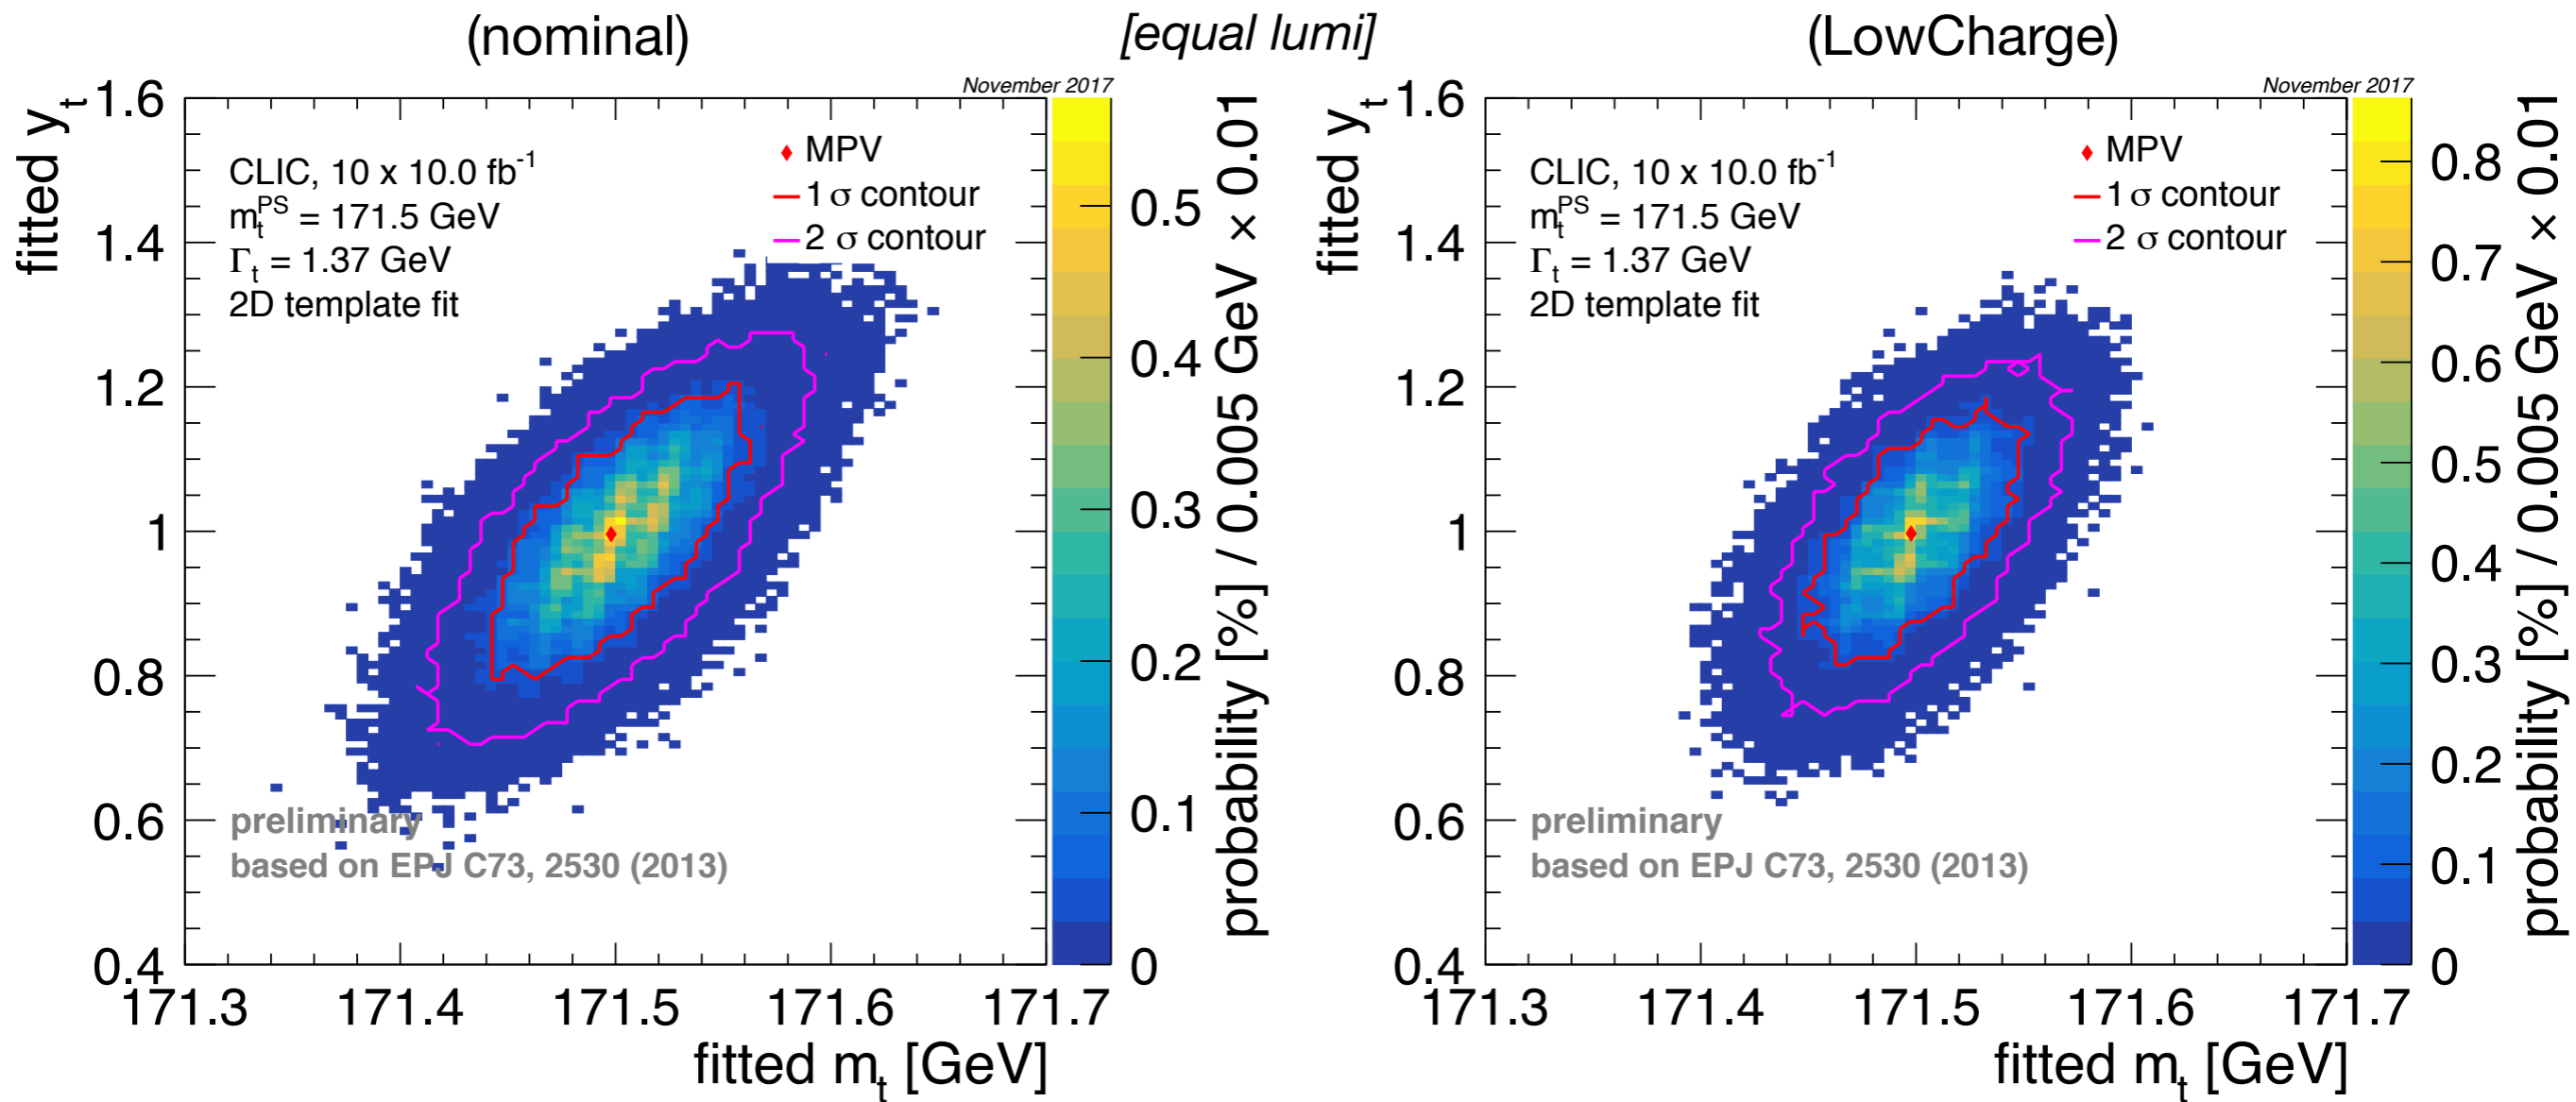 (nominal)
[equal lumi]
(LowCharge)
November 2017
fitted y_t
1.6
1.4
1.2
1
0.8
0.6
0.4
CLIC, 10 x 10.0 fb^-1
m_t^PS = 171.5 GeV
Γ_t = 1.37 GeV
2D template fit
MPV
1 σ contour
2 σ contour
preliminary
based on EPJ C73, 2530 (2013)
171.3 171.4 171.5 171.6 171.7
fitted m_t [GeV]
0.5
0.4
0.3
0.2
0.1
0
probability [%] / 0.005 GeV × 0.01
November 2017
fitted y_t
1.6
1.4
1.2
1
0.8
0.6
0.4
CLIC, 10 x 10.0 fb^-1
m_t^PS = 171.5 GeV
Γ_t = 1.37 GeV
2D template fit
MPV
1 σ contour
2 σ contour
preliminary
based on EPJ C73, 2530 (2013)
171.3 171.4 171.5 171.6 171.7
fitted m_t [GeV]
0.8
0.7
0.6
0.5
0.4
0.3
0.2
0.1
0
probability [%] / 0.005 GeV × 0.01